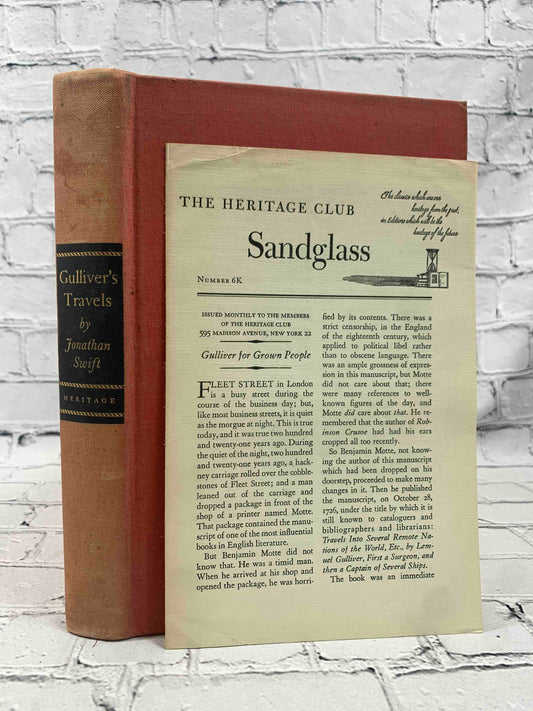 Gulliver's
Travels
by
Jonathan
Swift
HERITAGE
THE HERITAGE CLUB
The classics which are our
heritage from the past,
in Editions which will be the
heritage of the future
Sandglass
NUMBER 6K
ISSUED MONTHLY TO THE MEMBERS
OF THE HERITAGE CLUB
595 MADISON AVENUE, NEW YORK 22
Gulliver for Grown People
FLEET STREET in London
is a busy street during the
course of the business day; but,
like most business streets, it is quiet
as the morgue at night. This is true
today, and it was true two hundred
and twenty-one years ago. During
the quiet of the night, two hundred
and twenty-one years ago, a hack-
ney carriage rolled over the cobble-
stones of Fleet Street; and a man
leaned out of the carriage and
dropped a package in front of the
shop of a printer named Motte.
That package contained the manu-
script of one of the most influential
books in English literature.
But Benjamin Motte did not
know that. He was a timid man.
When he arrived at his shop and
opened the package, he was horri-
fied by its contents. There was a
strict censorship, in the England
of the eighteenth century, which
applied to political libel rather
than to obscene language. There
was an ample grossness of expres-
sion in this manuscript, but Motte
did not care about that; there
were many references to well-
known figures of the day, and
Motte did care about that. He re-
membered that the author of Rob-
inson Crusoe had had his ears
cropped all too recently.
So Benjamin Motte, not know-
ing the author of this manuscript
which had been dropped on his
doorstep, proceeded to make many
changes in it. Then he published
the manuscript, on October 28,
1726, under the title by which it is
still known to cataloguers and
bibliographers and librarians:
Travels Into Several Remote Na-
tions of the World, Etc., by Lem-
uel Gulliver, First a Surgeon, and
then a Captain of Several Ships.
The book was an immediate